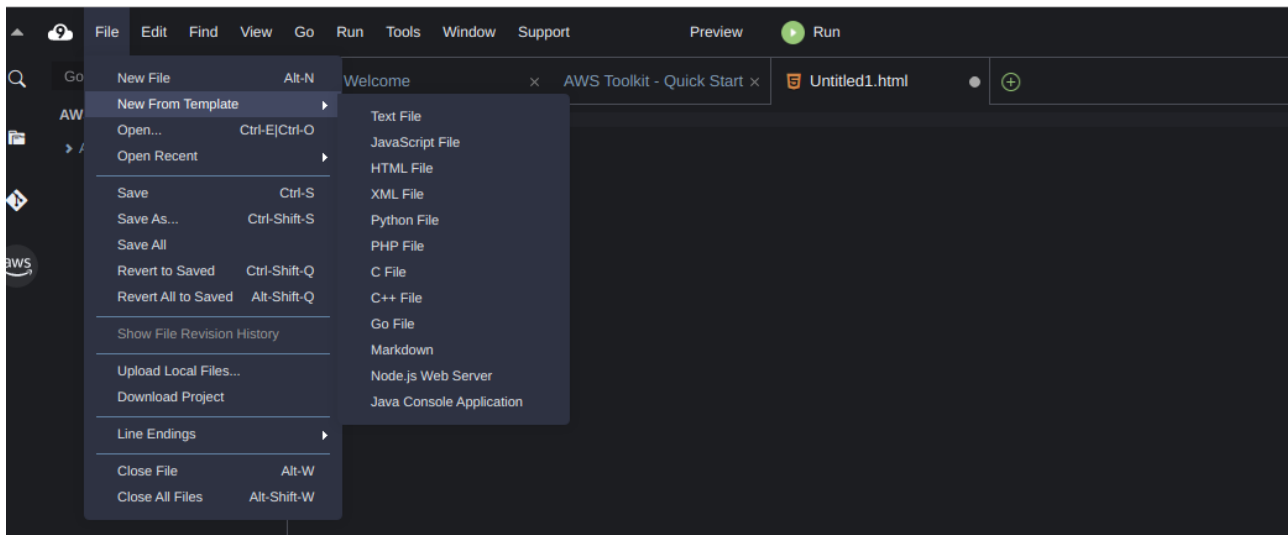 9 File Edit Find View Go Run Tools Window Support Preview Run
Go
Welcome × AWS Toolkit - Quick Start × Untitled1.html
AW
aws
New File Alt-N
New From Template
Open... Ctrl-E|Ctrl-O
Open Recent
Save Ctrl-S
Save As... Ctrl-Shift-S
Save All
Revert to Saved Ctrl-Shift-Q
Revert All to Saved Alt-Shift-Q
Show File Revision History
Upload Local Files...
Download Project
Line Endings
Close File Alt-W
Close All Files Alt-Shift-W
Text File
JavaScript File
HTML File
XML File
Python File
PHP File
C File
C++ File
Go File
Markdown
Node.js Web Server
Java Console Application